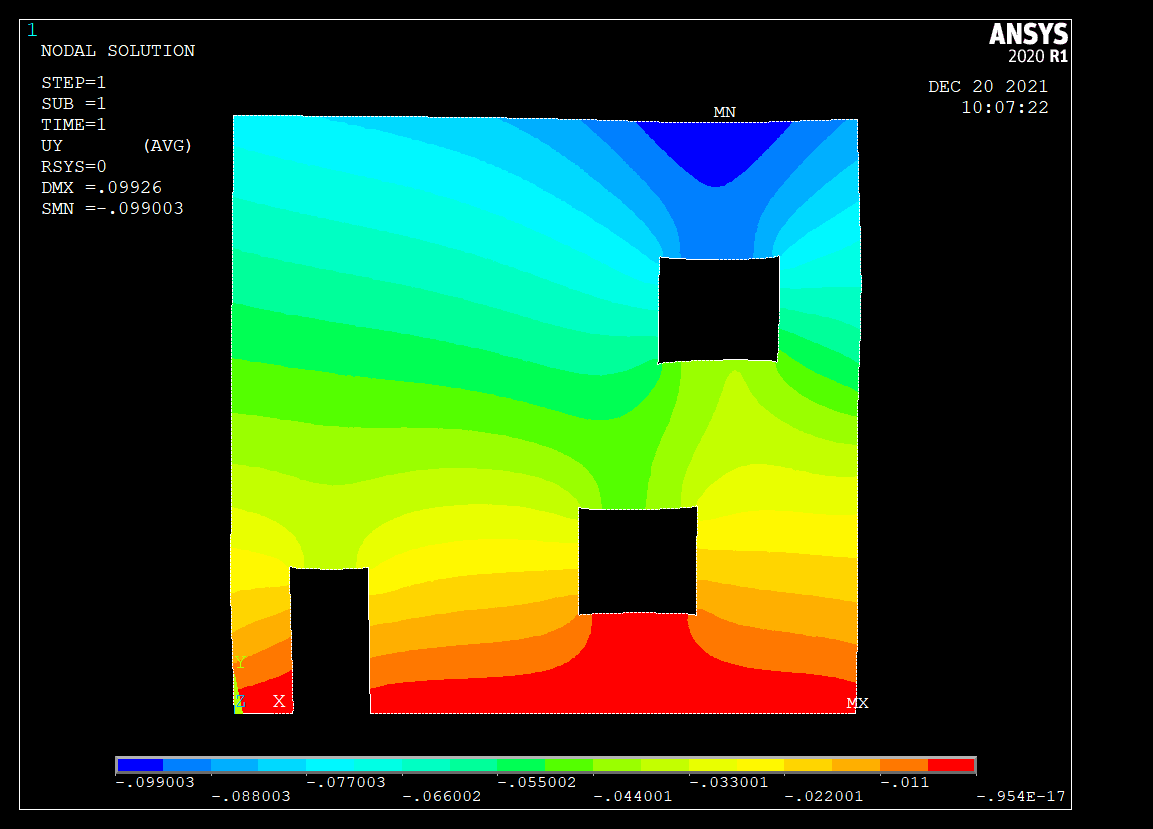 1
ANSYS
2020 R1
NODAL SOLUTION
STEP=1
SUB =1
TIME=1
UY (AVG)
RSYS=0
DMX =.09926
SMN =-.099003
DEC 20 2021
10:07:22
MN
Y
Z X
MX
-.099003 -.077003 -.055002 -.033001 -.011
-.088003 -.066002 -.044001 -.022001 -.954E-17